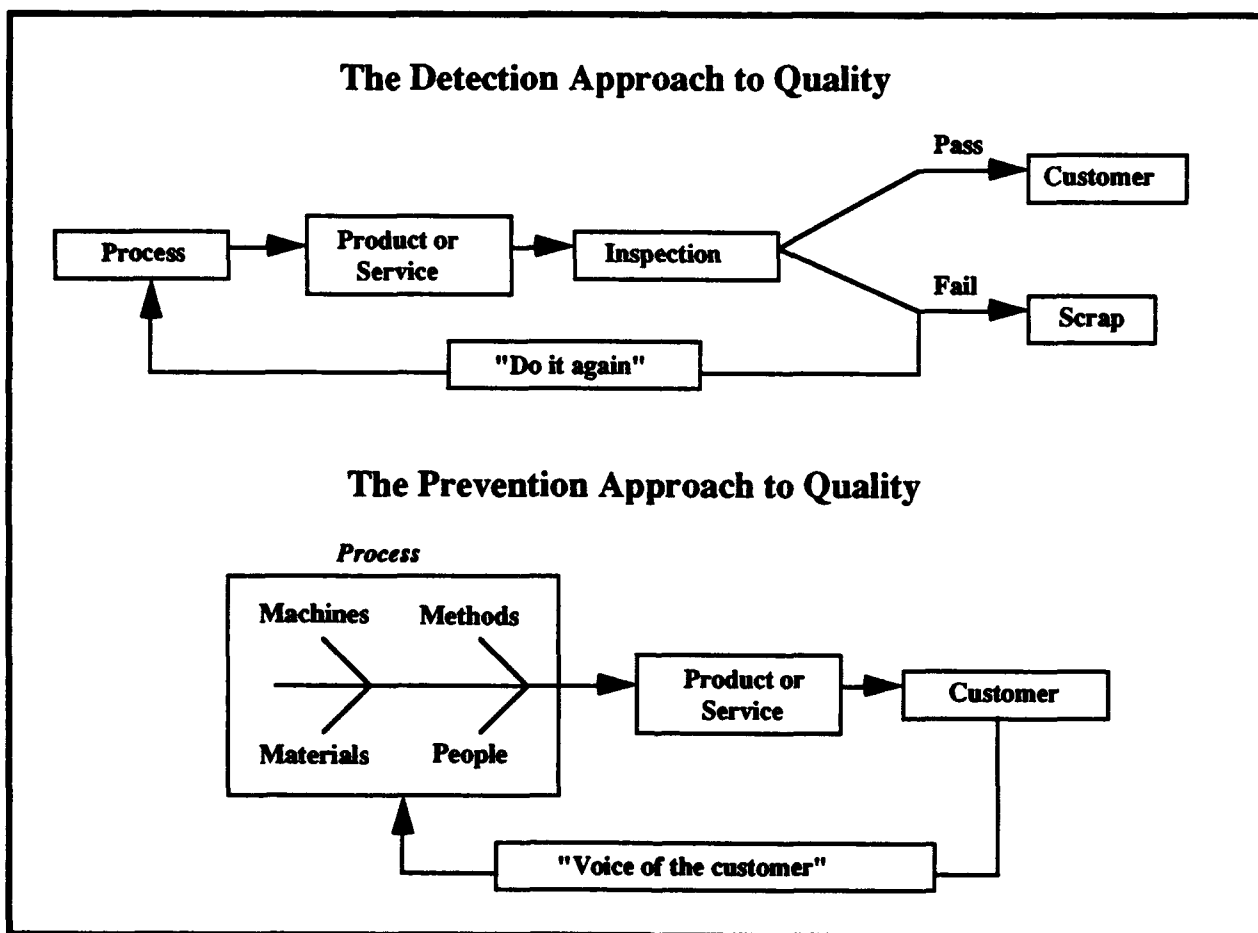 The Detection Approach to Quality
Pass
Customer
Process
Product or
Service
Inspection
Fail
Scrap
"Do it again"
The Prevention Approach to Quality
Process
Machines
Methods
Materials
People
Product or
Service
Customer
"Voice of the customer"